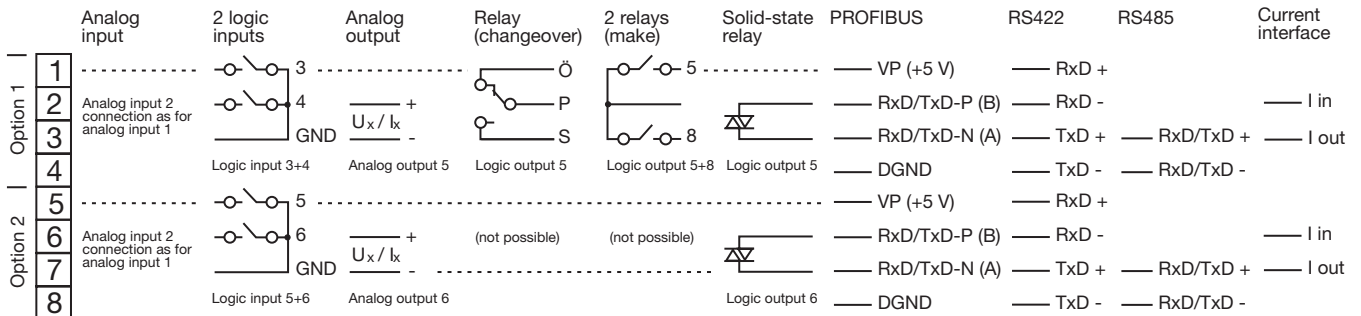 Analog input
2 logic inputs
Analog output
Relay (changeover)
2 relays (make)
Solid-state relay
PROFIBUS
RS422
RS485
Current interface
Option 1
1 3 Ö 5 VP (+5 V) RxD +
2 Analog input 2 connection as for analog input 1 4 + P RxD/TxD-P (B) RxD - I in
Ux / Ix
3 GND - S 8 RxD/TxD-N (A) TxD + RxD/TxD + I out
4 Logic input 3+4 Analog output 5 Logic output 5 Logic output 5+8 Logic output 5 DGND TxD - RxD/TxD -
Option 2
5 5 VP (+5 V) RxD +
6 Analog input 2 connection as for analog input 1 6 + (not possible) (not possible) RxD/TxD-P (B) RxD - I in
Ux / Ix
7 GND - RxD/TxD-N (A) TxD + RxD/TxD + I out
8 Logic input 5+6 Analog output 6 Logic output 6 DGND TxD - RxD/TxD -